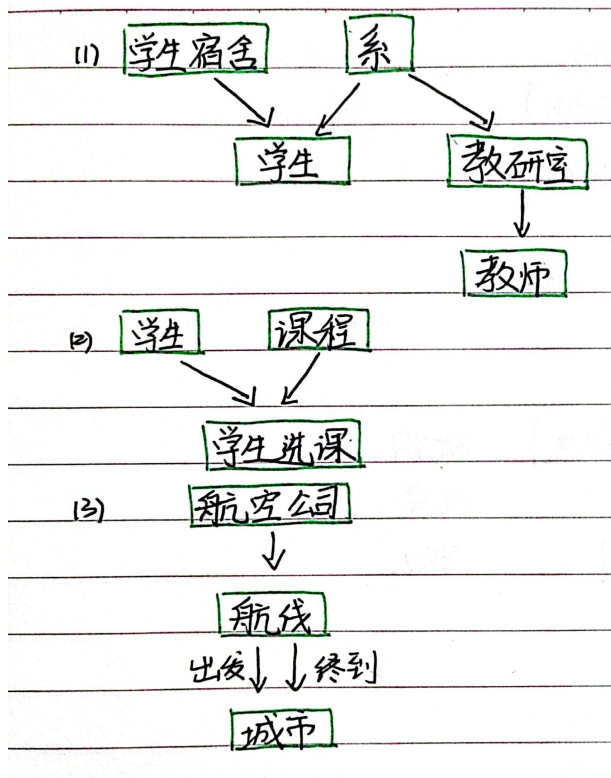 (1) 学生宿舍 系
学生 教研室
教师
(2) 学生 课程
学生选课
(3) 航空公司
航线
出发 终到
城市